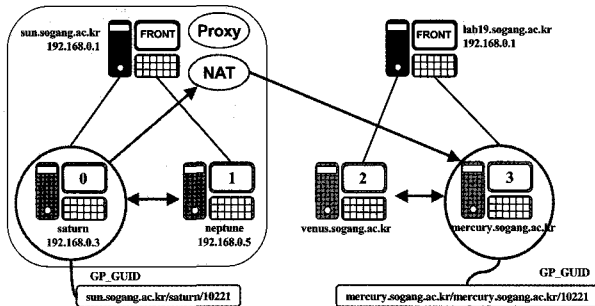 sun.sogang.ac.kr
192.168.0.1
FRONT
Proxy
NAT
FRONT
lab19.sogang.ac.kr
192.168.0.1
0
saturn
192.168.0.3
1
neptune
192.168.0.5
2
venus.sogang.ac.kr
3
mercury.sogang.ac.kr
GP_GUID
sun.sogang.ac.kr/saturn/10221
GP_GUID
mercury.sogang.ac.kr/mercury.sogang.ac.kr/10221